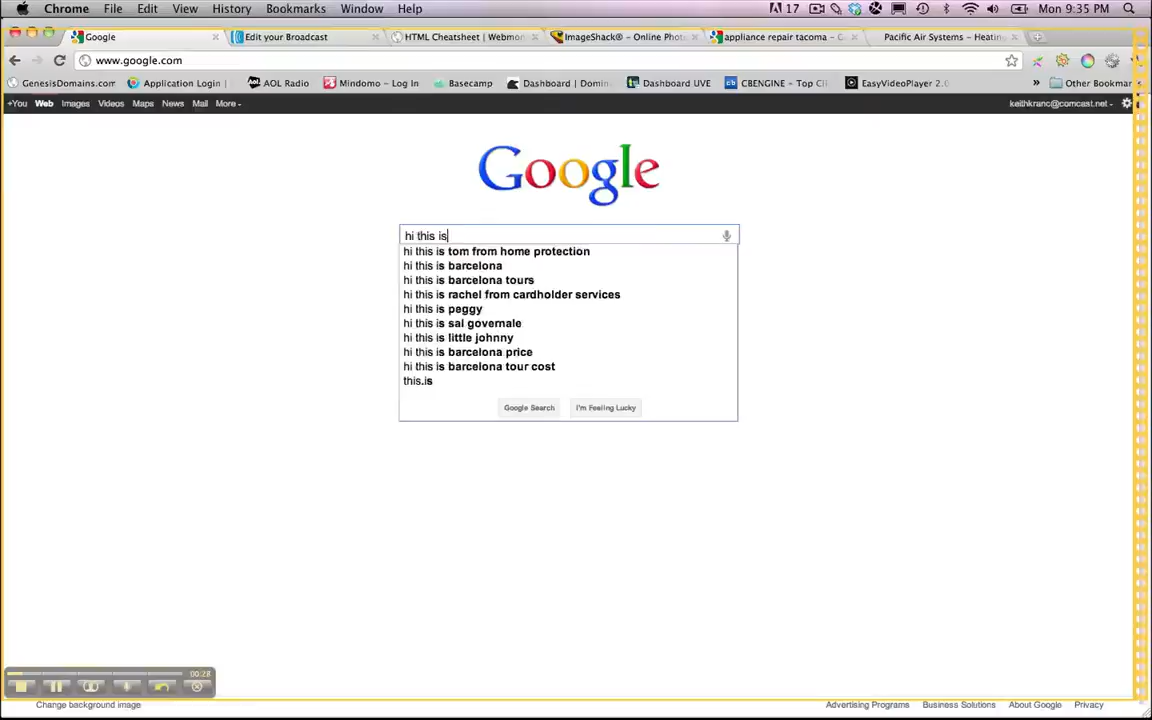 Chrome File Edit View History Bookmarks Window Help 17 Mon 9:35 PM
Google Edit your Broadcast HTML Cheatsheet | Webmon ImageShack® - Online Phot appliance repair tacoma - G Pacific Air Systems - Heatin
www.google.com
GenesisDomains.com Application Login | AOL Radio Mindomo – Log In Basecamp Dashboard | Domin Dashboard UVE CBENGINE - Top Cli EasyVideoPlayer 2.0 » Other Bookmar
+You Web Images Videos Maps News Mail More keithkranc@comcast.net
Google
hi this is
hi this is tom from home protection
hi this is barcelona
hi this is barcelona tours
hi this is rachel from cardholder services
hi this is peggy
hi this is sal governale
hi this is little johnny
hi this is barcelona price
hi this is barcelona tour cost
this.is
Google Search I'm Feeling Lucky
00:28
Change background image Advertising Programs Business Solutions About Google Privacy